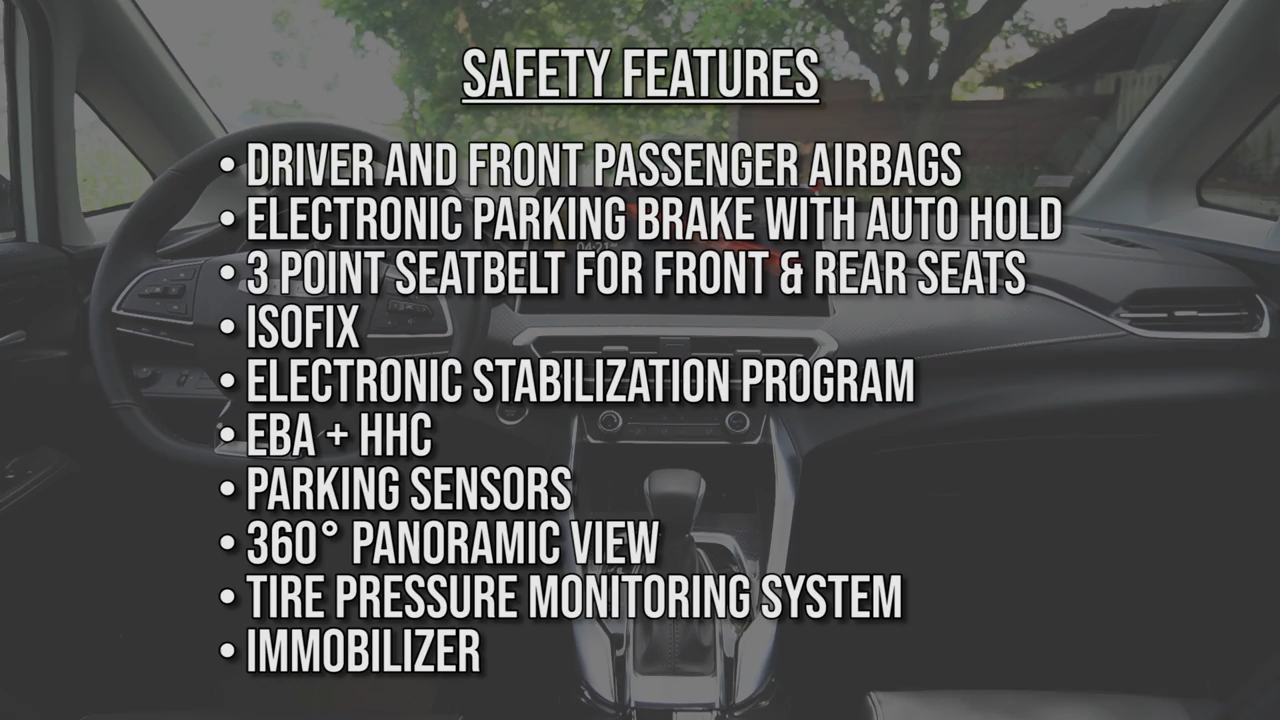 SAFETY FEATURES
• DRIVER AND FRONT PASSENGER AIRBAGS
• ELECTRONIC PARKING BRAKE WITH AUTO HOLD
• 3 POINT SEATBELT FOR FRONT & REAR SEATS
• ISOFIX
• ELECTRONIC STABILIZATION PROGRAM
• EBA + HHC
• PARKING SENSORS
• 360° PANORAMIC VIEW
• TIRE PRESSURE MONITORING SYSTEM
• IMMOBILIZER